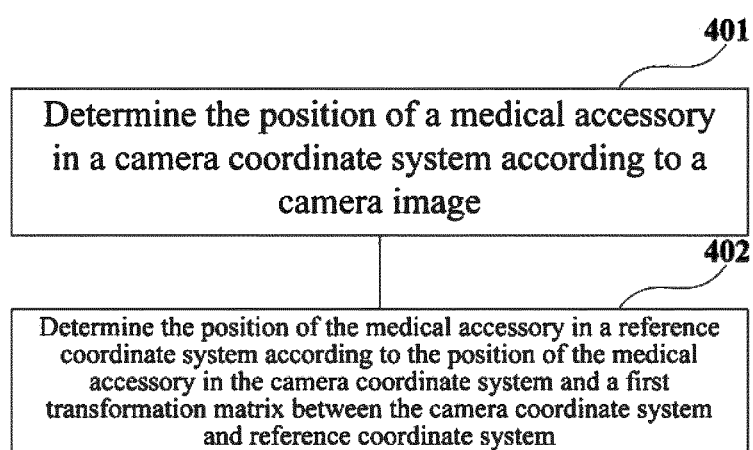 401
Determine the position of a medical accessory
in a camera coordinate system according to a
camera image
402
Determine the position of the medical accessory in a reference
coordinate system according to the position of the medical
accessory in the camera coordinate system and a first
transformation matrix between the camera coordinate system
and reference coordinate system